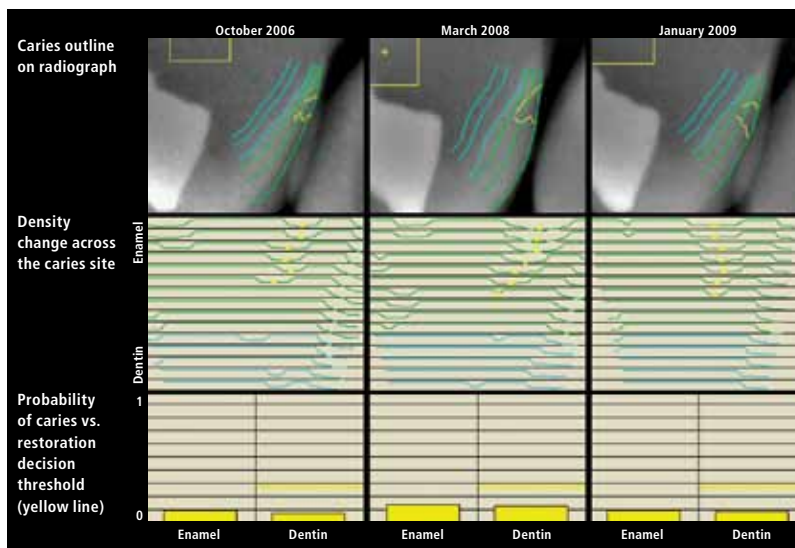 October 2006
March 2008
January 2009
Caries outline
on radiograph
Density
change across
the caries site
Enamel
Dentin
Probability
of caries vs.
restoration
decision
threshold
(yellow line)
1
0
Enamel
Dentin
Enamel
Dentin
Enamel
Dentin